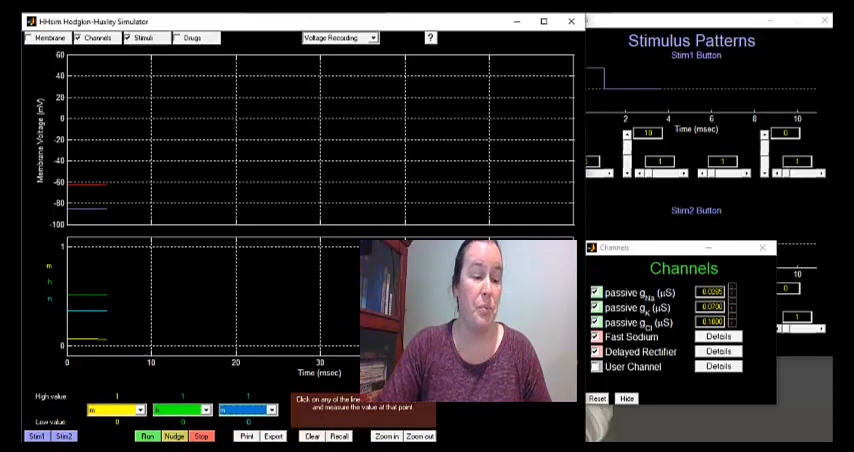 HHsim Hodgkin-Huxley Simulator
Membrane Channels Stimuli Drugs Voltage Recording ?
60
40
20
0
-20
-40
-60
-80
-100
Membrane Voltage (mV)
1
m
h
n
0
0 10 20 30
Time (msec)
High value: 1 1 1
m h n
Low value: 0 0 0
Click on any of the line
and measure the value at that point
Stim1 Stim2 Run Nudge Stop Print Export Clear Recall Zoom in Zoom out
Stimulus Patterns
Stim1 Button
2 4 6 8 10
Time (msec)
10 0
1 1 1
Stim2 Button
10
0
1
Channels
Channels
passive gNa (µS) 0.0265
passive gK (µS) 0.0700
passive gCl (µS) 0.1000
Fast Sodium Details
Delayed Rectifier Details
User Channel Details
Reset Hide